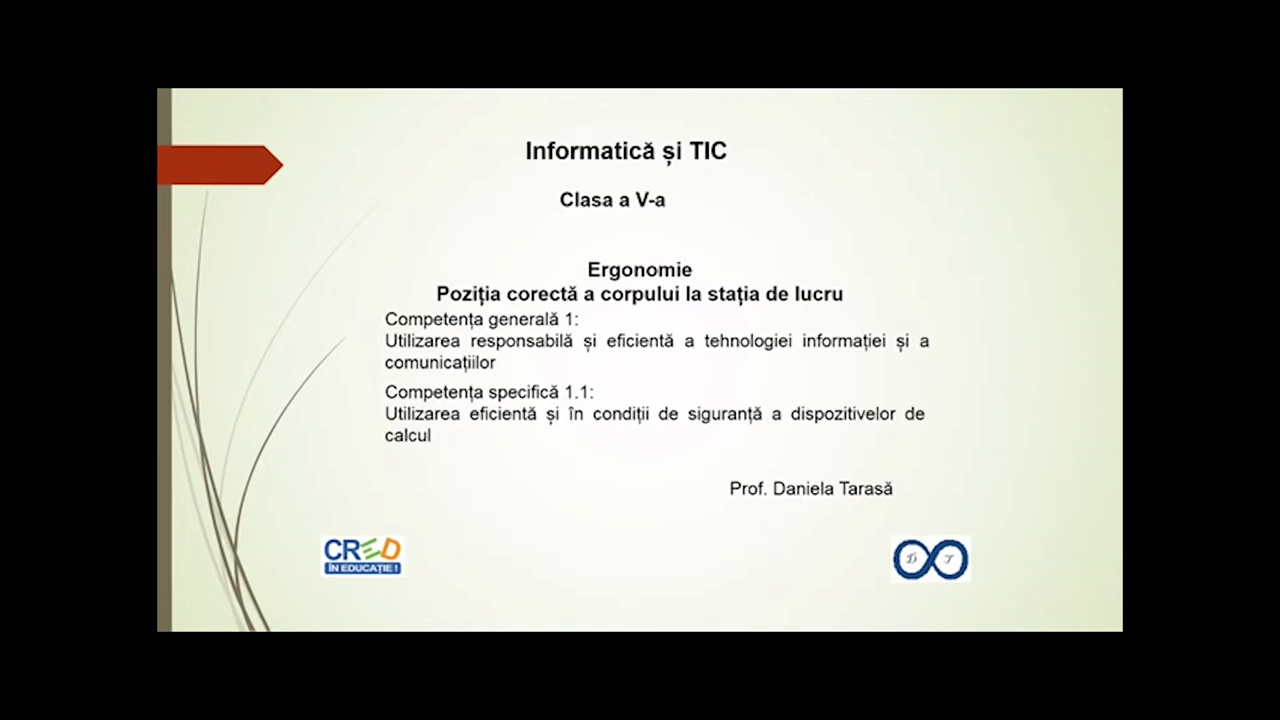 Informatică și TIC
Clasa a V-a
Ergonomie
Poziția corectă a corpului la stația de lucru
Competența generală 1:
Utilizarea responsabilă și eficientă a tehnologiei informației și a
comunicațiilor
Competența specifică 1.1:
Utilizarea eficientă și în condiții de siguranță a dispozitivelor de
calcul
Prof. Daniela Tarasă
CRED
ÎN EDUCAȚIE !
D T